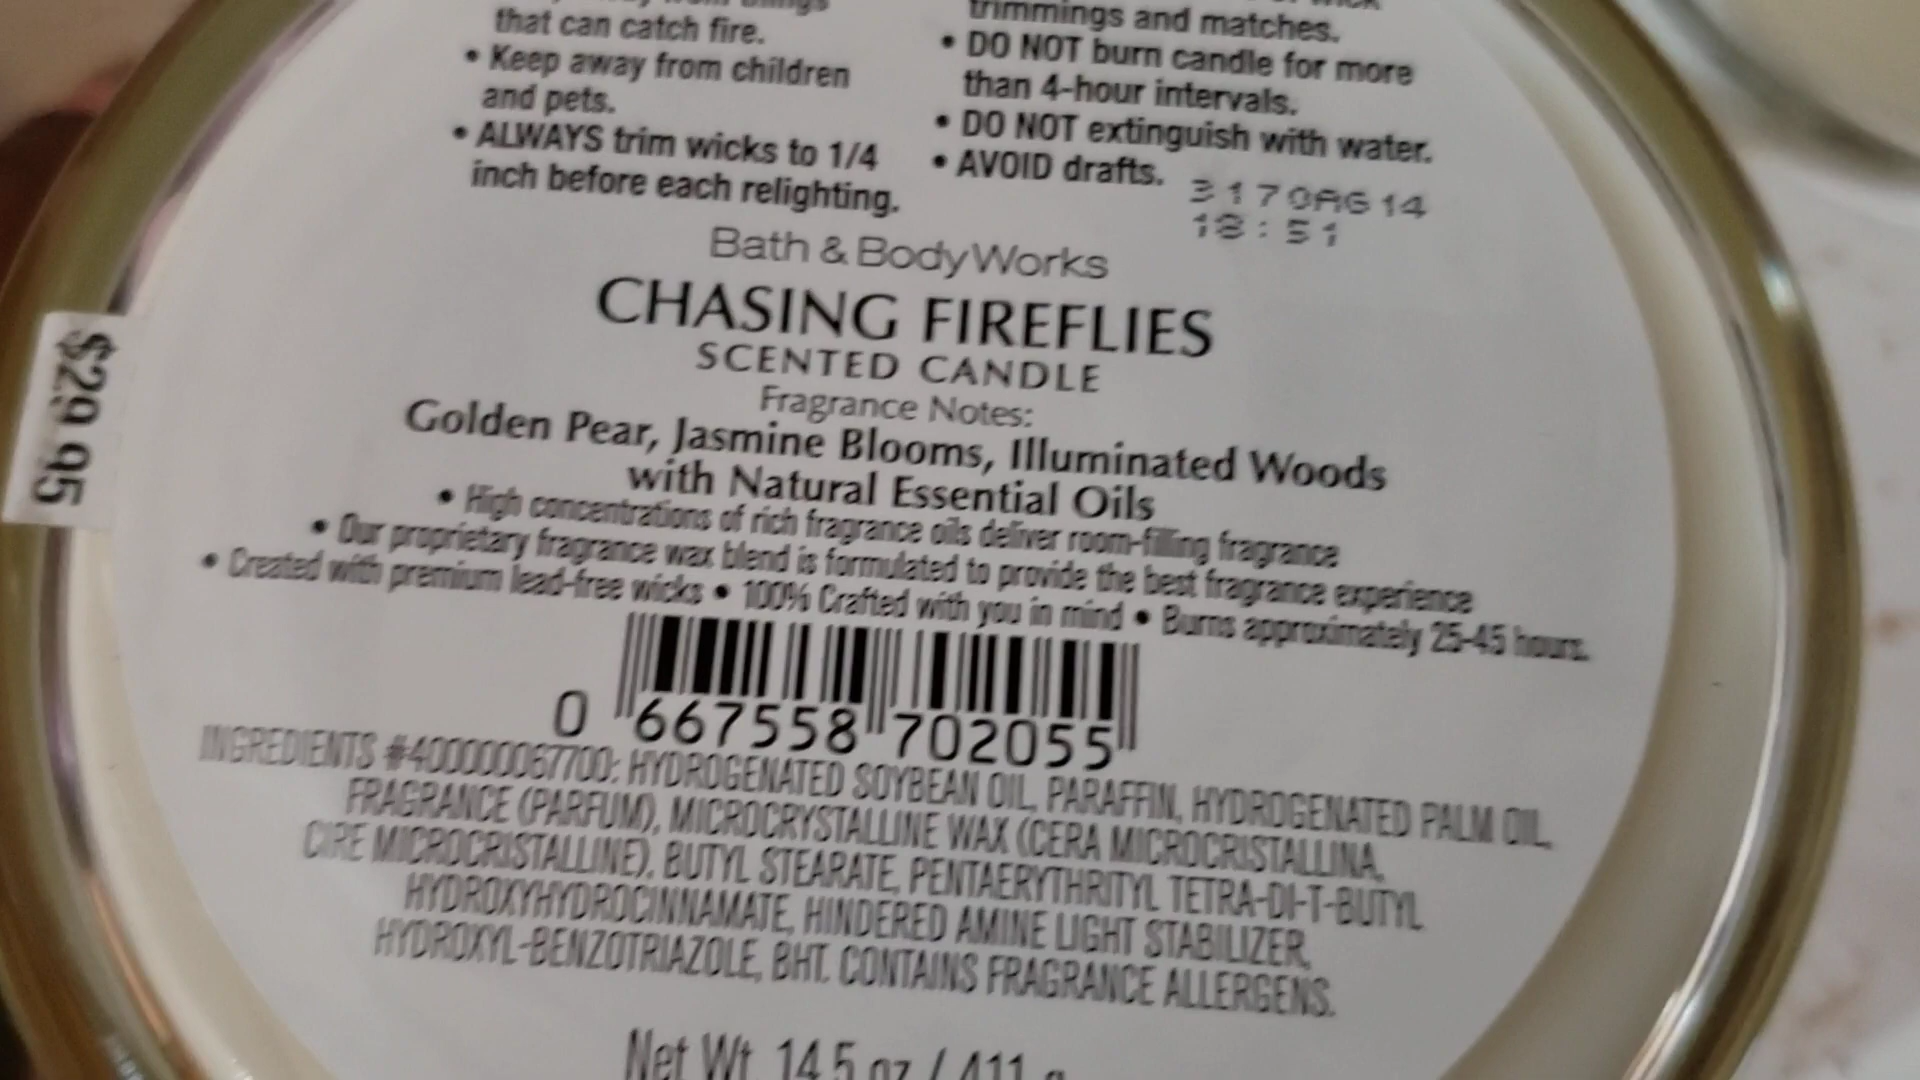 that can catch fire.
• Keep away from children
and pets.
• ALWAYS trim wicks to 1/4
inch before each relighting.
trimmings and matches.
• DO NOT burn candle for more
than 4-hour intervals.
• DO NOT extinguish with water.
• AVOID drafts.
3170AG14
18:51
$29.95
Bath & Body Works
CHASING FIREFLIES
SCENTED CANDLE
Fragrance Notes:
Golden Pear, Jasmine Blooms, Illuminated Woods
with Natural Essential Oils
• High concentrations of rich fragrance oils deliver room-filling fragrance
• Our proprietary fragrance wax blend is formulated to provide the best fragrance experience
• Created with premium lead-free wicks • 100% Crafted with you in mind • Burns approximately 25-45 hours.
0 667558 702055
INGREDIENTS #400000067700: HYDROGENATED SOYBEAN OIL, PARAFFIN, HYDROGENATED PALM OIL,
FRAGRANCE (PARFUM), MICROCRYSTALLINE WAX (CERA MICROCRISTALLINA,
CIRE MICROCRISTALLINE), BUTYL STEARATE, PENTAERYTHRITYL TETRA-DI-T-BUTYL
HYDROXYHYDROCINNAMATE, HINDERED AMINE LIGHT STABILIZER,
HYDROXYL-BENZOTRIAZOLE, BHT. CONTAINS FRAGRANCE ALLERGENS.
Net Wt. 14.5 oz / 411 g